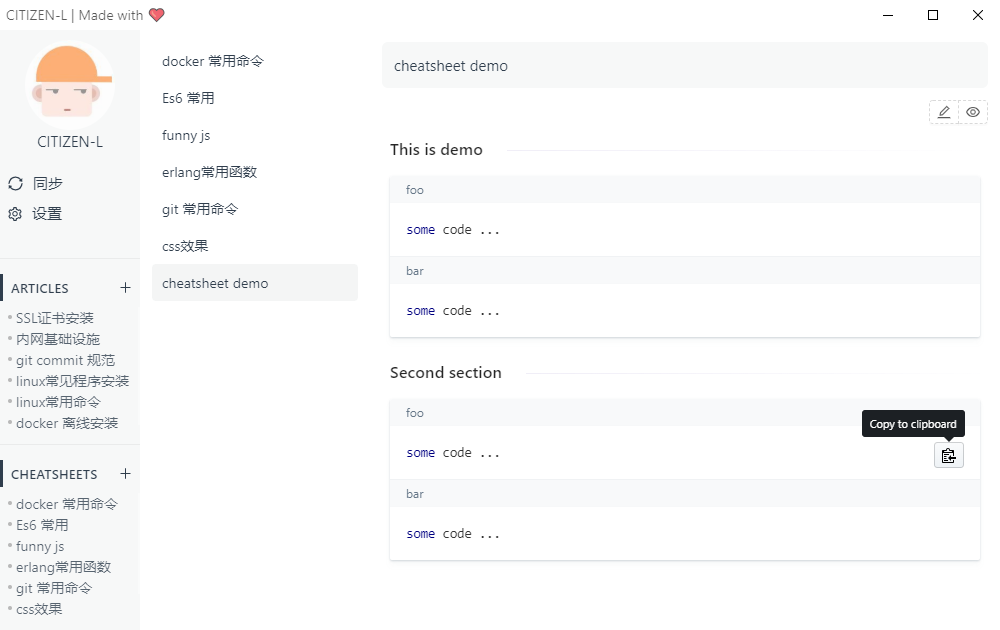 CITIZEN-L | Made with ❤️
CITIZEN-L
同步
设置
ARTICLES
SSL证书安装
内网基础设施
git commit 规范
linux常见程序安装
linux常用命令
docker 离线安装
CHEATSHEETS
docker 常用命令
Es6 常用
funny js
erlang常用函数
git 常用命令
css效果
docker 常用命令
Es6 常用
funny js
erlang常用函数
git 常用命令
css效果
cheatsheet demo
cheatsheet demo
This is demo
foo
some code ...
bar
some code ...
Second section
foo
Copy to clipboard
some code ...
bar
some code ...